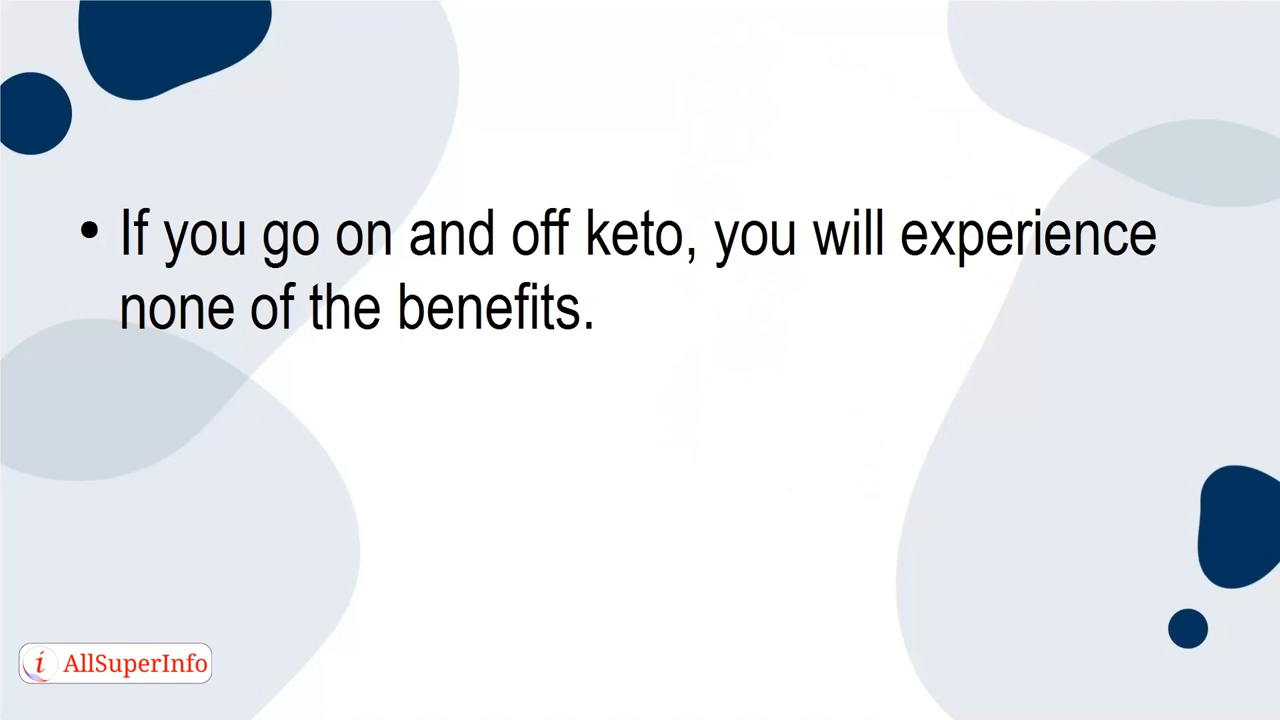 • If you go on and off keto, you will experience
none of the benefits.
i AllSuperInfo